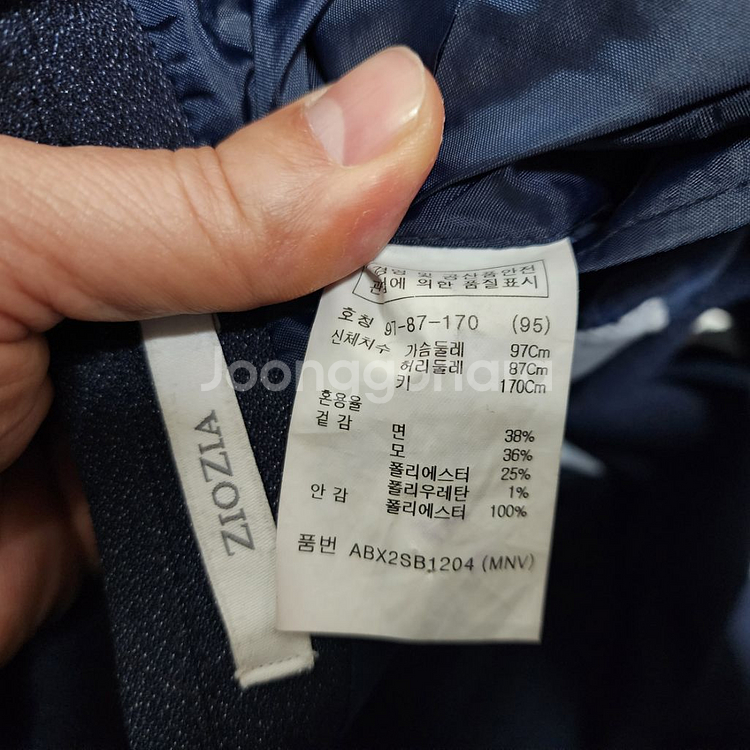 및 공산품안전
에 의한 품질표시
호칭 97-87-170 (95)
신체치수 가슴둘레 97Cm
허리둘레 87Cm
키 170Cm
혼용율
겉감 면 38%
모 36%
폴리에스터 25%
폴리우레탄 1%
안감 폴리에스터 100%
품번 ABX2SB1204 (MNV)
ZIOZIA
Joonggonara